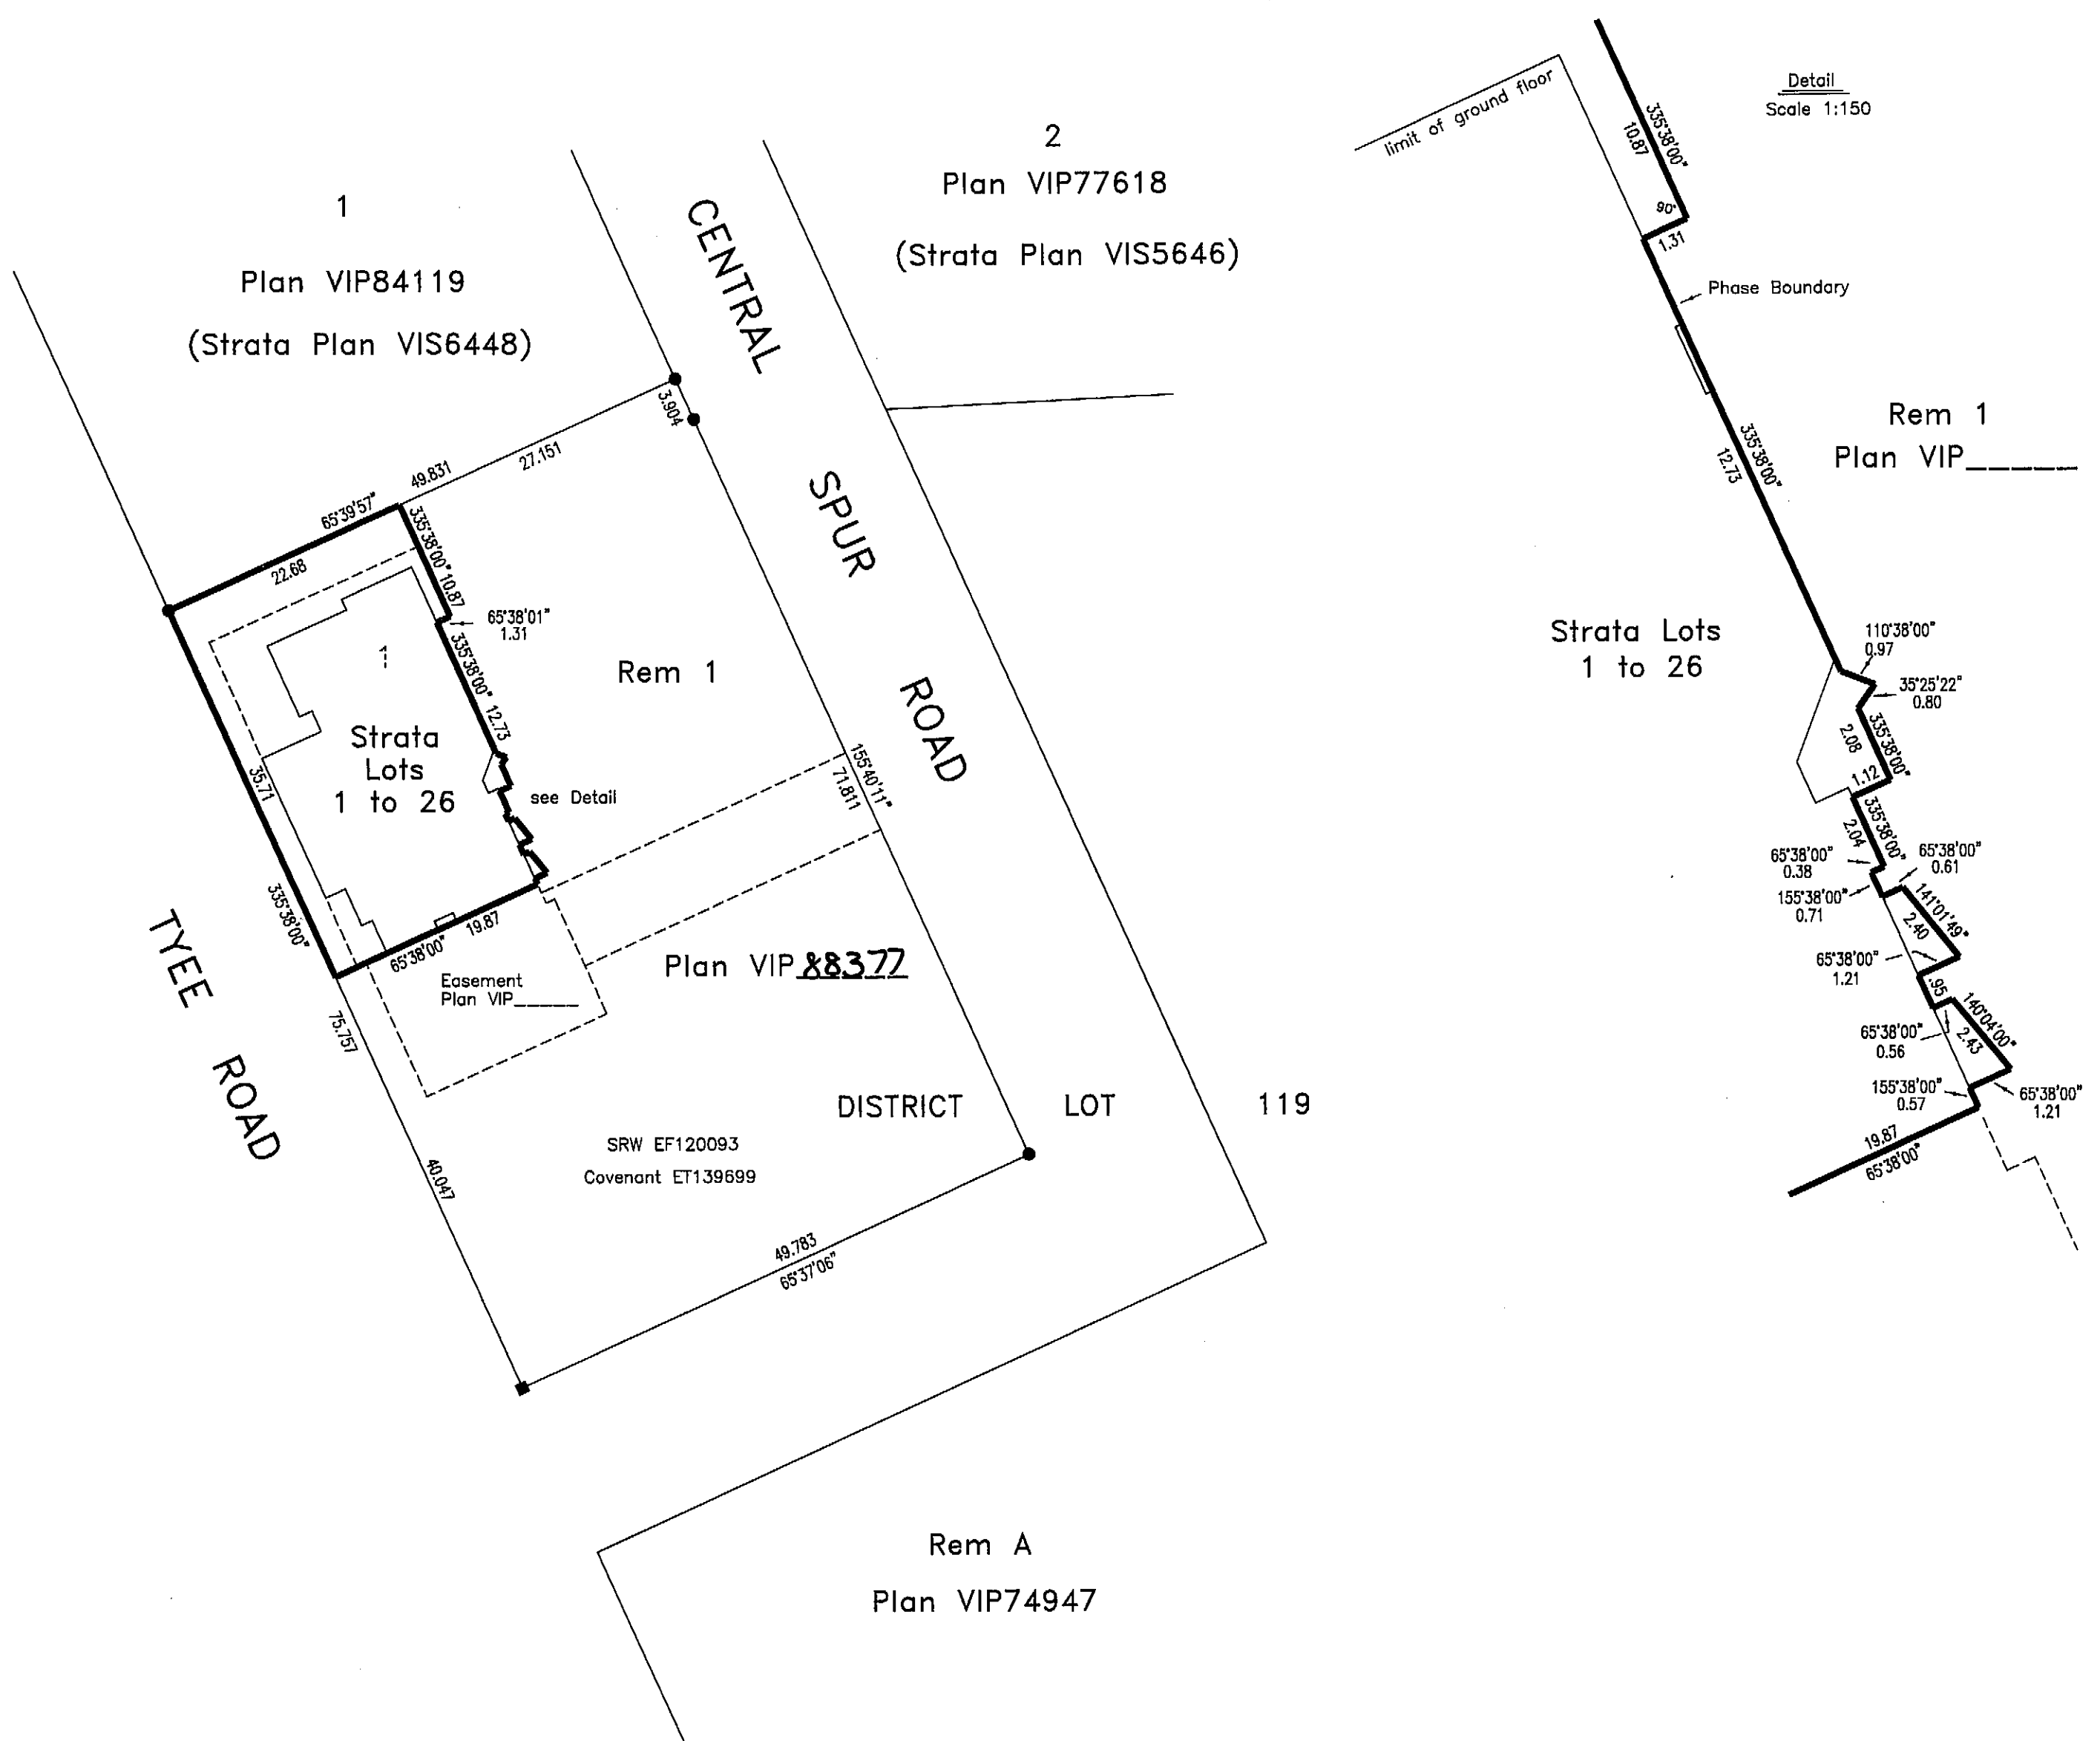 1
Plan VIP84119
(Strata Plan VIS6448)
2
Plan VIP77618
(Strata Plan VIS5646)
CENTRAL
SPUR
ROAD
3.904
27.151
49.831
65°39'57"
22.68
335°38'00" 10.87
65°38'01"
1.31
335°38'00" 12.73
1
Rem 1
Strata
Lots
1 to 26
see Detail
35.71
335°38'00"
155°40'11"
71.811
19.87
65°38'00"
Easement
Plan VIP_____
Plan VIP 88377
TYEE
ROAD
75.757
40.047
DISTRICT LOT 119
SRW EF120093
Covenant ET139699
49.783
65°37'06"
Rem A
Plan VIP74947
Detail
Scale 1:150
limit of ground floor
335°38'00"
10.87
90°
1.31
Phase Boundary
Rem 1
Plan VIP_____
335°38'00"
12.73
Strata Lots
1 to 26
110°38'00"
0.97
35°25'22"
0.80
335°38'00"
2.08
1.12
335°38'00"
2.04
65°38'00"
0.38
65°38'00"
0.61
155°38'00"
0.71
141°01'49"
2.40
65°38'00"
1.21
.95
140°04'00"
2.43
65°38'00"
0.56
155°38'00"
0.57
65°38'00"
1.21
19.87
65°38'00"